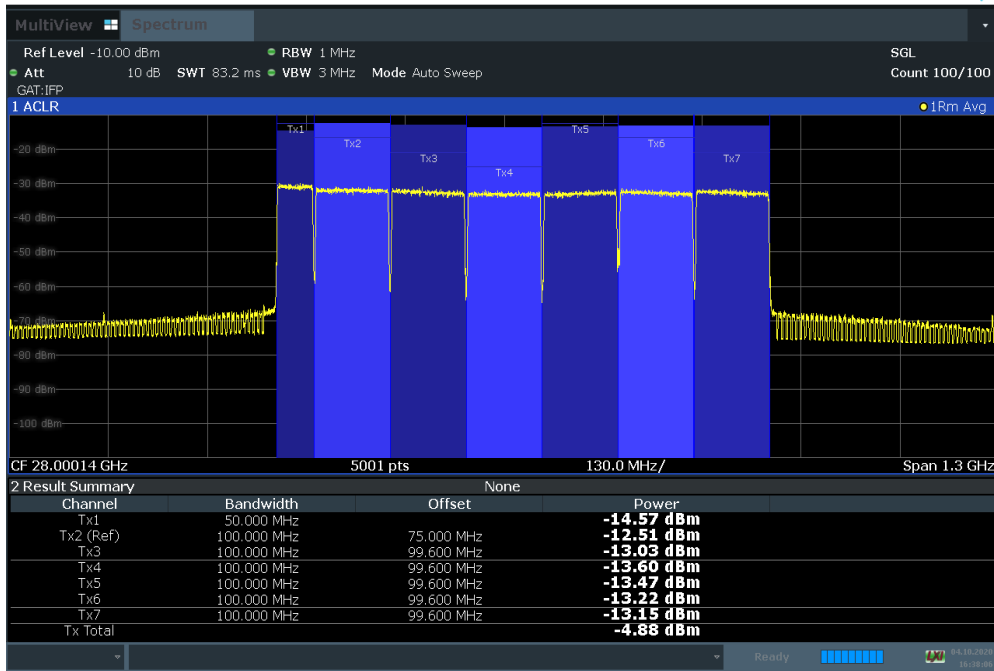 MultiView Spectrum
Ref Level -10.00 dBm RBW 1 MHz SGL
Att 10 dB SWT 83.2 ms VBW 3 MHz Mode Auto Sweep Count 100/100
GAT:IFP
1 ACLR 1Rm Avg
Tx1 Tx5
Tx2 Tx6
Tx3 Tx7
Tx4
-20 dBm
-30 dBm
-40 dBm
-50 dBm
-60 dBm
-70 dBm
-80 dBm
-90 dBm
-100 dBm
CF 28.00014 GHz 5001 pts 130.0 MHz/ Span 1.3 GHz
2 Result Summary None
Channel Bandwidth Offset Power
Tx1 50.000 MHz -14.57 dBm
Tx2 (Ref) 100.000 MHz 75.000 MHz -12.51 dBm
Tx3 100.000 MHz 99.600 MHz -13.03 dBm
Tx4 100.000 MHz 99.600 MHz -13.60 dBm
Tx5 100.000 MHz 99.600 MHz -13.47 dBm
Tx6 100.000 MHz 99.600 MHz -13.22 dBm
Tx7 100.000 MHz 99.600 MHz -13.15 dBm
Tx Total -4.88 dBm
Ready LXI 04.10.2020
16:38:06